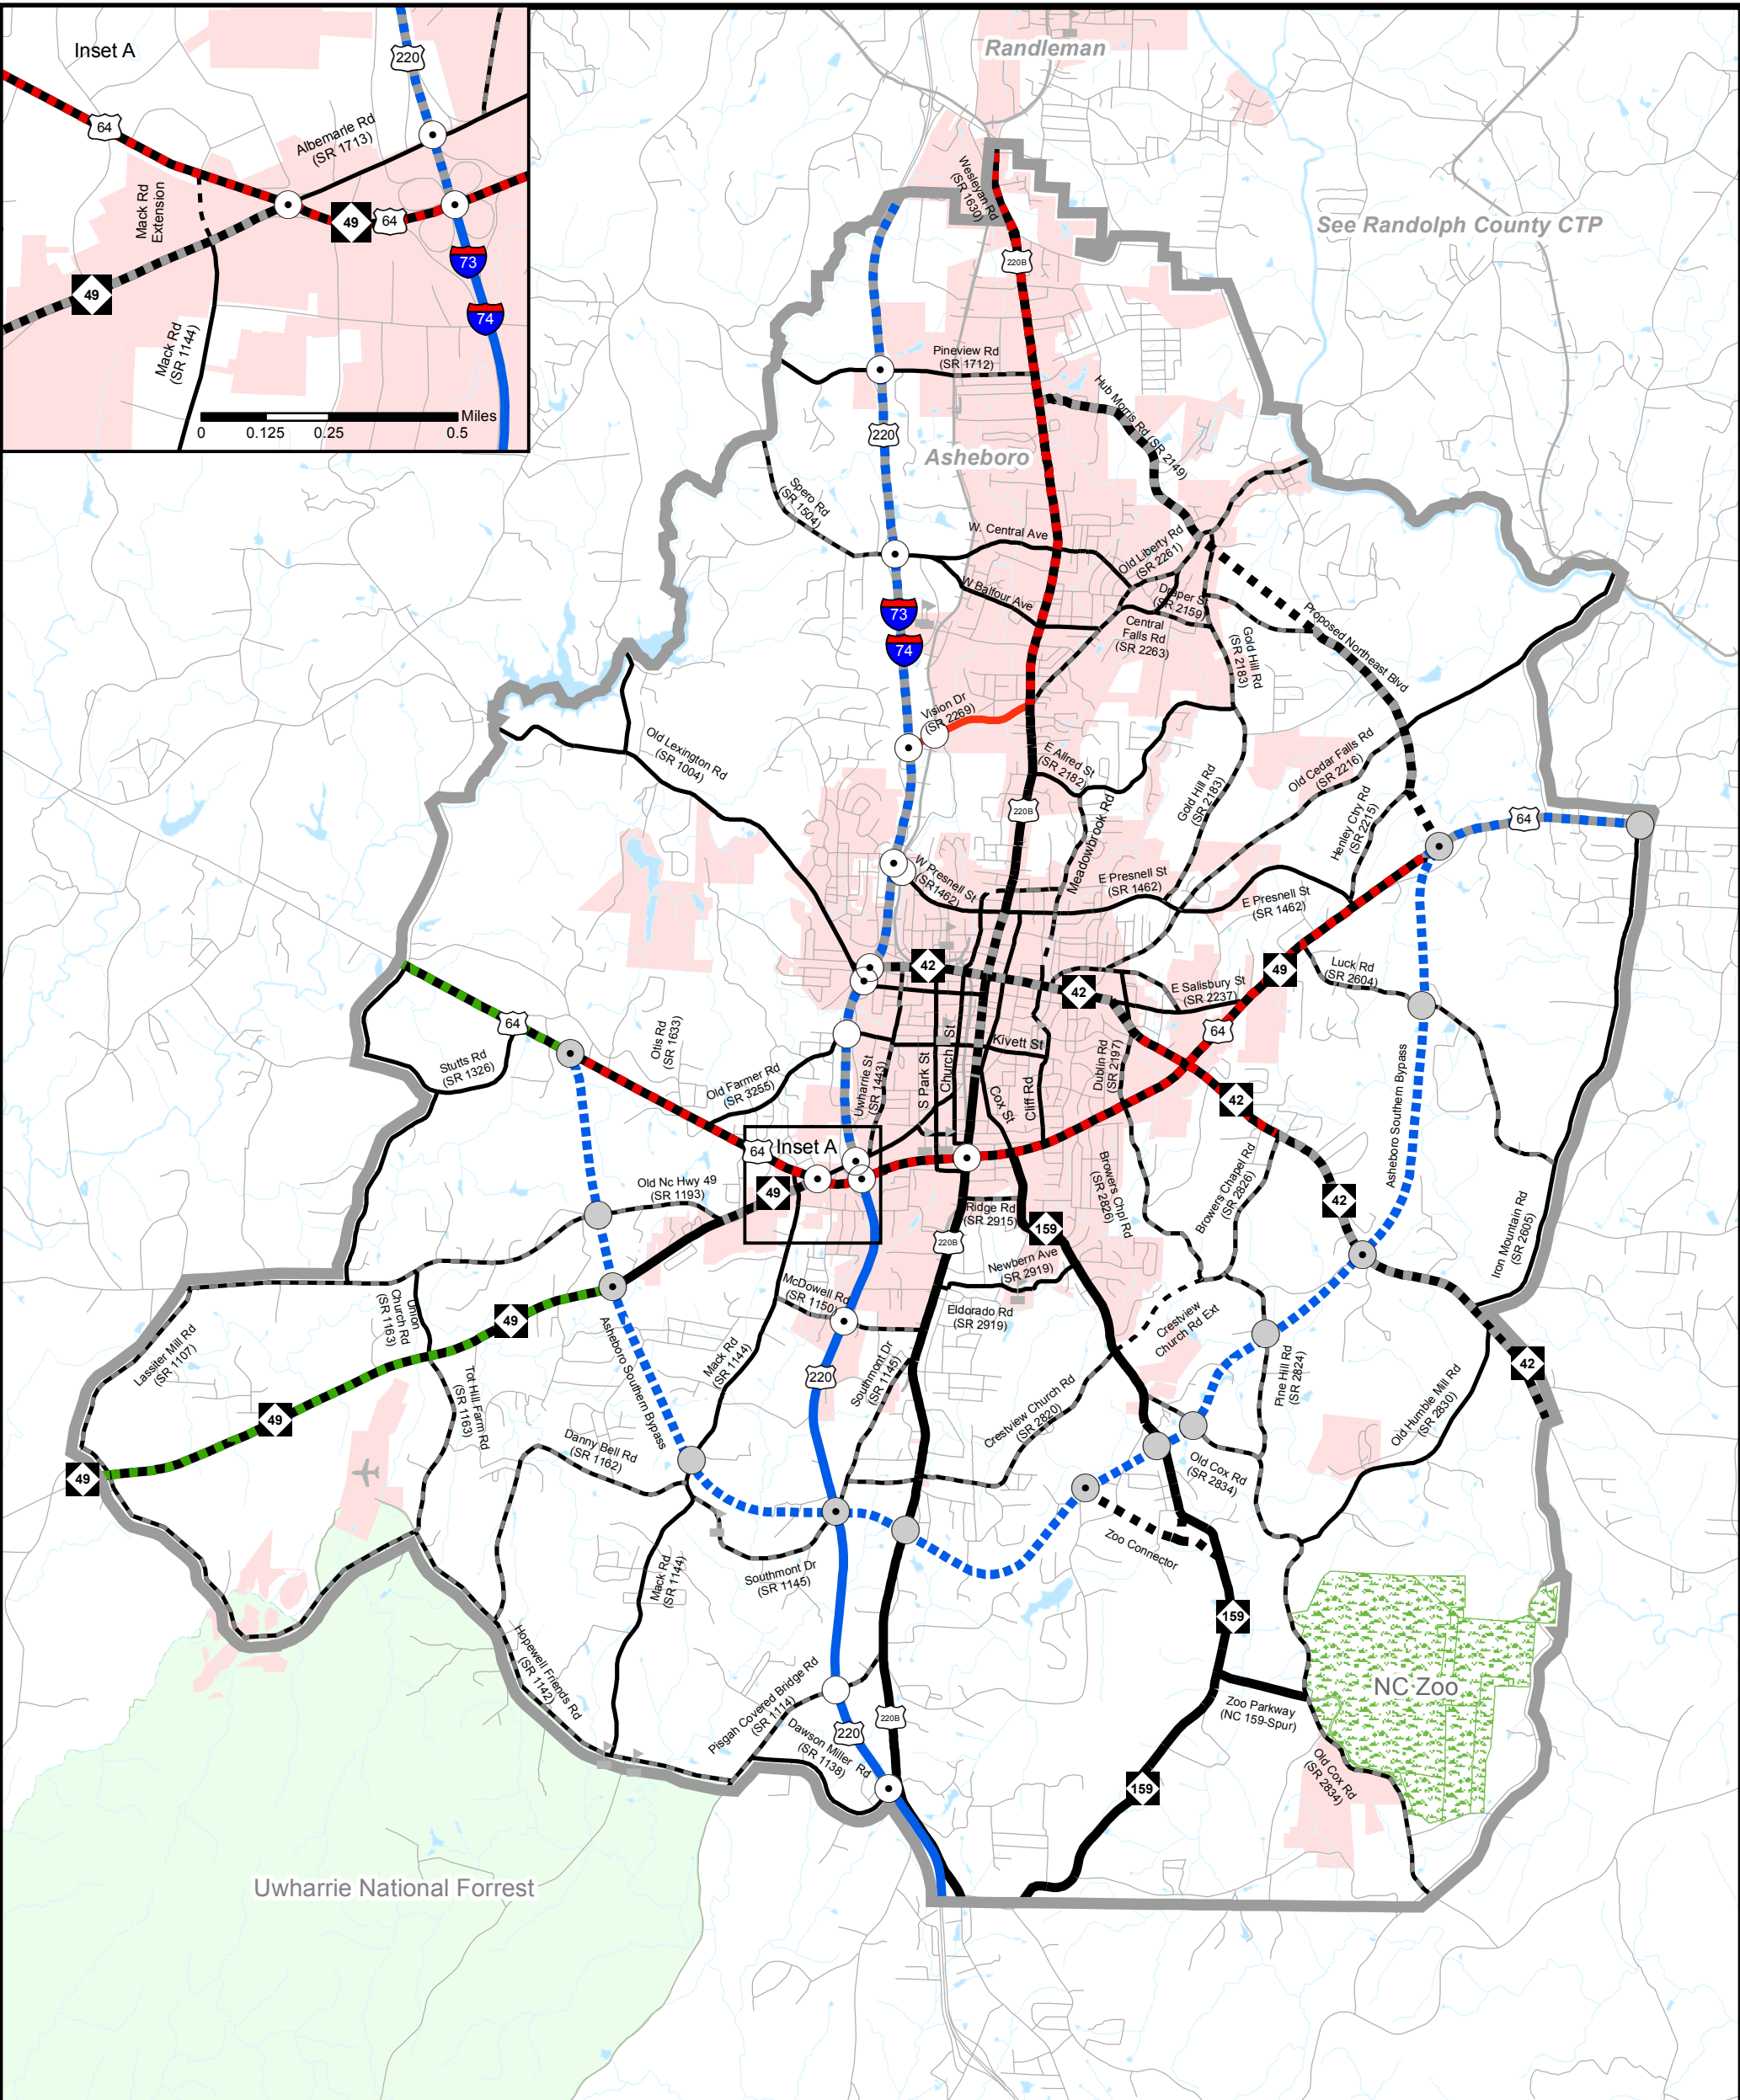 Inset A
220
64
Albemarle Rd
(SR 1713)
Mack Rd
Extension
49
64
73
49
74
Mack Rd
(SR 1144)
Miles
0
0.125
0.25
0.5
Randleman
See Randolph County CTP
Wesleyan Rd
(SR 1630)
220B
Pineview Rd
(SR 1712)
Hub Morris Rd (SR 2149)
220
Asheboro
Spero Rd
(SR 1504)
W. Central Ave
Old Liberty Rd
(SR 2261)
W Balfour Ave
Draper St
(SR 2159)
73
Central
Falls Rd
(SR 2263)
Proposed Northeast Blvd
74
Gold Hill Rd
(SR 2183)
Vision Dr
(SR 2269)
Old Lexington Rd
(SR 1004)
E Allred St
(SR 2182)
Old Cedar Falls Rd
(SR 2216)
220B
Meadowbrook Rd
Gold Hill Rd
(SR 2183)
Henley Ctry Rd
(SR 2215)
64
W Presnell St
(SR1462)
E Presnell St
(SR 1462)
E Presnell St
(SR 1462)
42
42
49
Luck Rd
(SR 2604)
E Salisbury St
(SR 2237)
64
64
Otis Rd
(SR 1633)
Stutts Rd
(SR 1326)
Old Farmer Rd
(SR 3255)
Uwharrie St
(SR 1443)
S Park St
Church St
Kivett St
Cox St
Cliff Rd
Dublin Rd
(SR 2197)
42
Asheboro Southern Bypass
64
Inset A
49
Old Nc Hwy 49
(SR 1193)
Browers Chpl Rd
(SR 2826)
Browers Chapel Rd
(SR 2826)
42
Ridge Rd
(SR 2915)
159
220B
Iron Mountain Rd
(SR 2605)
Newbern Ave
(SR 2919)
McDowell Rd
(SR 1150)
Eldorado Rd
(SR 2919)
Union
Church Rd
(SR 1163)
49
Crestview
Church Rd Ext
Lassiter Mill Rd
(SR 1107)
Asheboro Southern Bypass
Mack Rd
(SR 1144)
Southmont Dr
(SR 1145)
220
Pine Hill Rd
(SR 2824)
42
49
Tot Hill Farm Rd
(SR 1163)
Crestview Church Rd
(SR 2820)
Old Humble Mill Rd
(SR 2830)
Danny Bell Rd
(SR 1162)
49
Old Cox Rd
(SR 2834)
Zoo Connector
Mack Rd
(SR 1144)
Southmont Dr
(SR 1145)
159
Hopewell Friends Rd
(SR 1142)
Pisgah Covered Bridge Rd
(SR 1114)
NC Zoo
Zoo Parkway
(NC 159-Spur)
220B
220
Dawson Miller Rd
(SR 1138)
Old Cox Rd
(SR 2834)
159
Uwharrie National Forrest